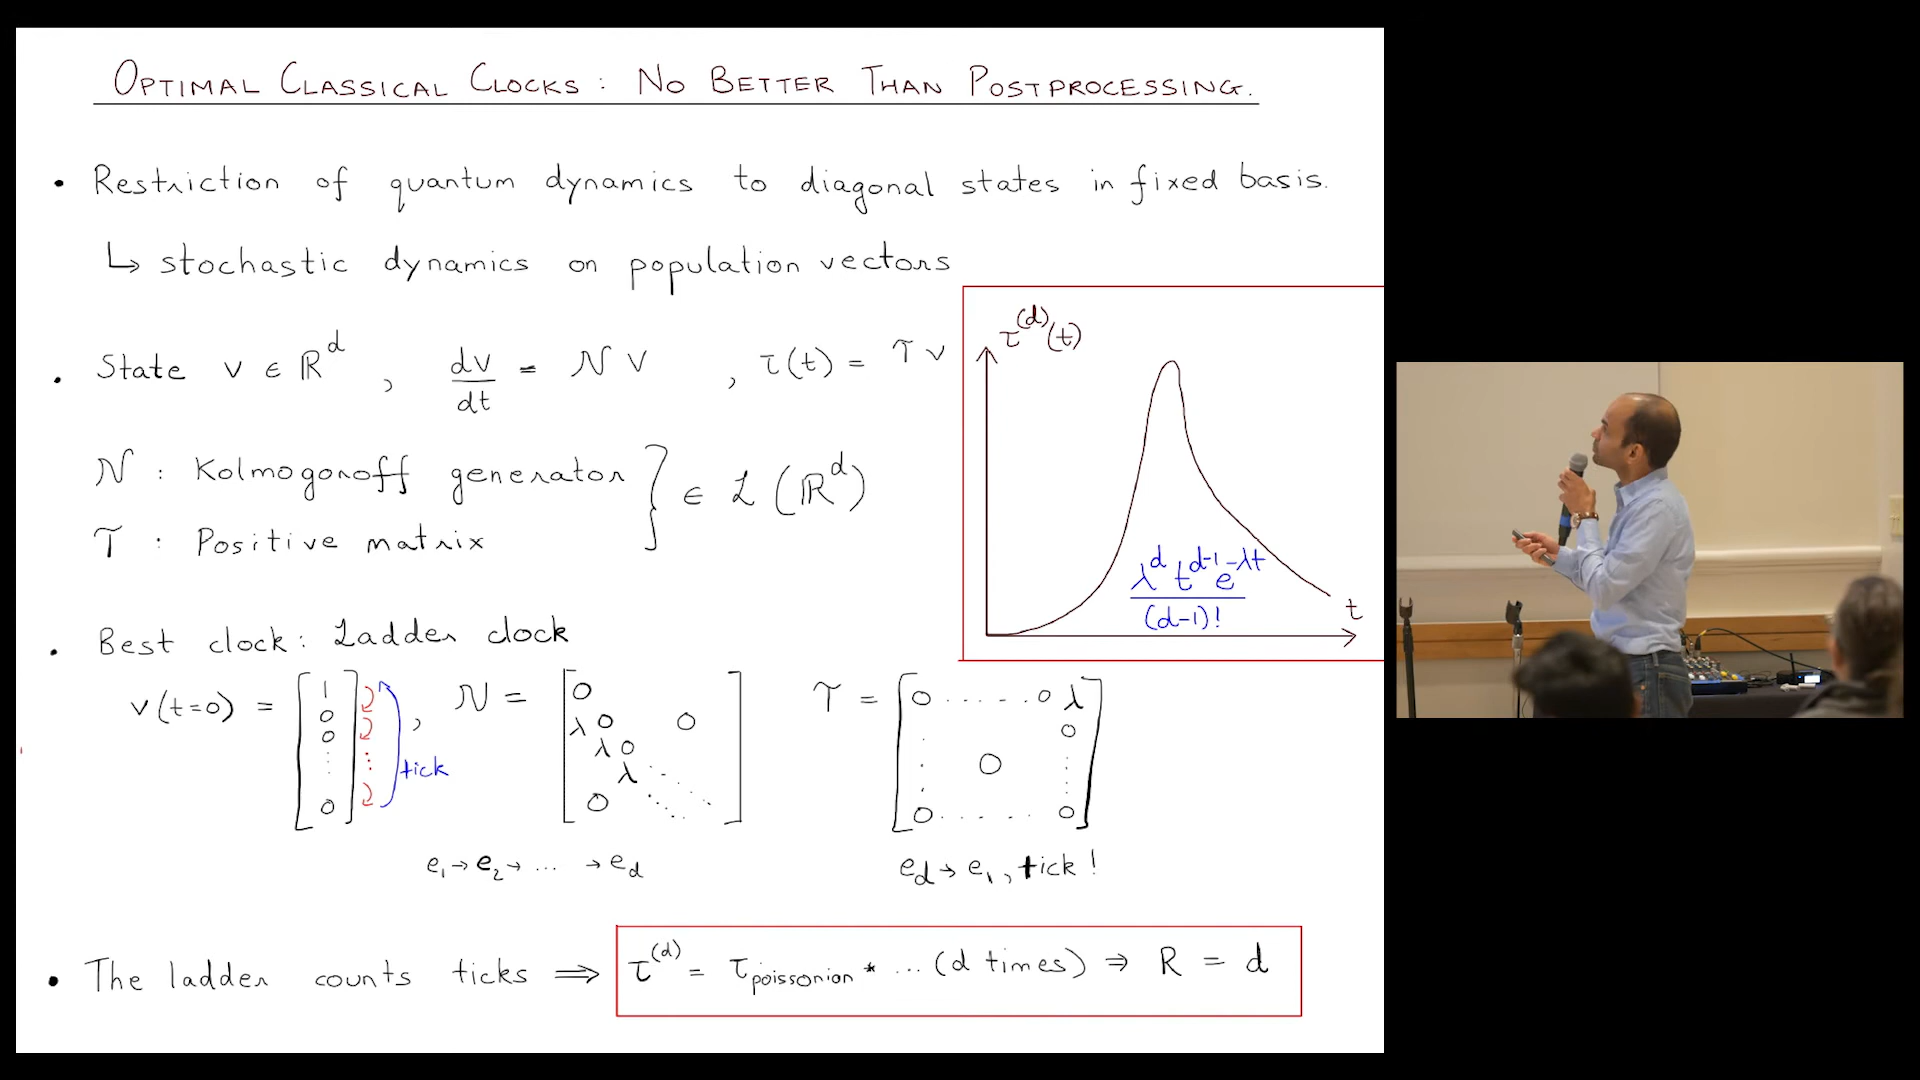 OPTIMAL CLASSICAL CLOCKS : NO BETTER THAN POSTPROCESSING.
• Restriction of quantum dynamics to diagonal states in fixed basis.
↳ stochastic dynamics on population vectors
• State v ∈ ℝ^d , dv/dt = 𝒩 v , τ(t) = 𝒯 v
𝒩 : Kolmogoroff generator
𝒯 : Positive matrix
} ∈ ℒ (ℝ^d)
τ^(d)(t)
λ^d t^(d-1) e^(-λt) / (d-1)!
t
• Best clock : Ladder clock
v(t=0) = [1 0 0 ⋮ 0] tick , 𝒩 = [0 λ 0 λ 0 λ ⋱ 0 0] 𝒯 = [0 ..... 0 λ 0 ⋮ 0 ⋮ 0 ..... 0]
e₁ → e₂ → ... → e_d
e_d → e₁ , tick !
• The ladder counts ticks ⟹ τ^(d) = τ_poissonian * ... (d times) ⇒ R = d